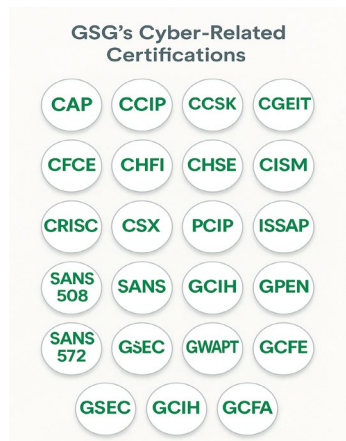 GSG's Cyber-Related
Certifications
CAP CCIP CCSK CGEIT
CFCE CHFI CHSE CISM
CRISC CSX PCIP ISSAP
SANS
508
SANS GCIH GPEN
SANS
572
GSEC GWAPT GCFE
GSEC GCIH GCFA